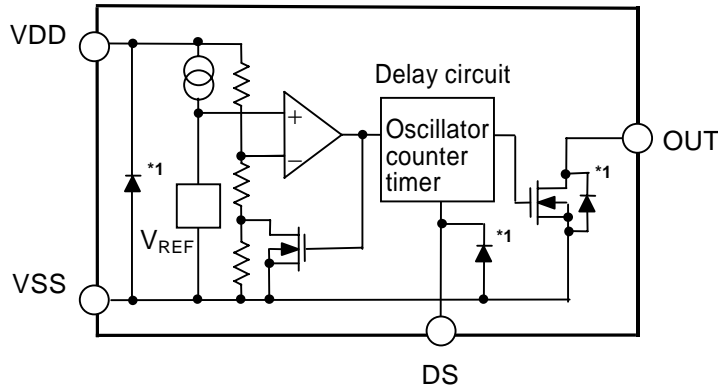 VDD
Delay circuit
+
Oscillator
counter
timer
−
OUT
*1
*1
VREF
*1
VSS
DS